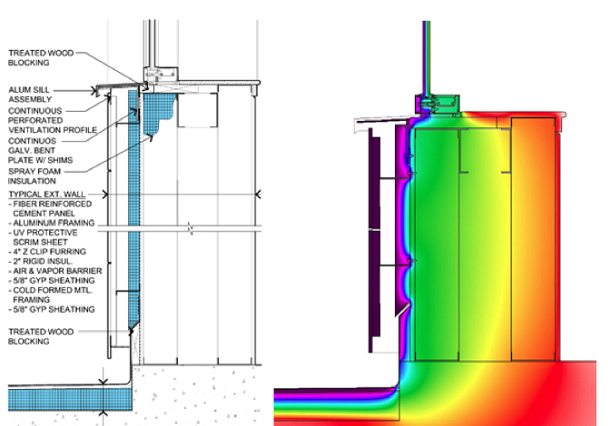 TREATED WOOD
BLOCKING
ALUM SILL
ASSEMBLY
CONTINUOUS
PERFORATED
VENTILATION PROFILE
CONTINUOS
GALV. BENT
PLATE W/ SHIMS
SPRAY FOAM
INSULATION
TYPICAL EXT. WALL
- FIBER REINFORCED
CEMENT PANEL
- ALUMINUM FRAMING
- UV PROTECTIVE
SCRIM SHEET
- 4" Z CLIP FURRING
- 2" RIGID INSUL.
- AIR & VAPOR BARRIER
- 5/8" GYP SHEATHING
- COLD FORMED MTL.
FRAMING
- 5/8" GYP SHEATHING
TREATED WOOD
BLOCKING